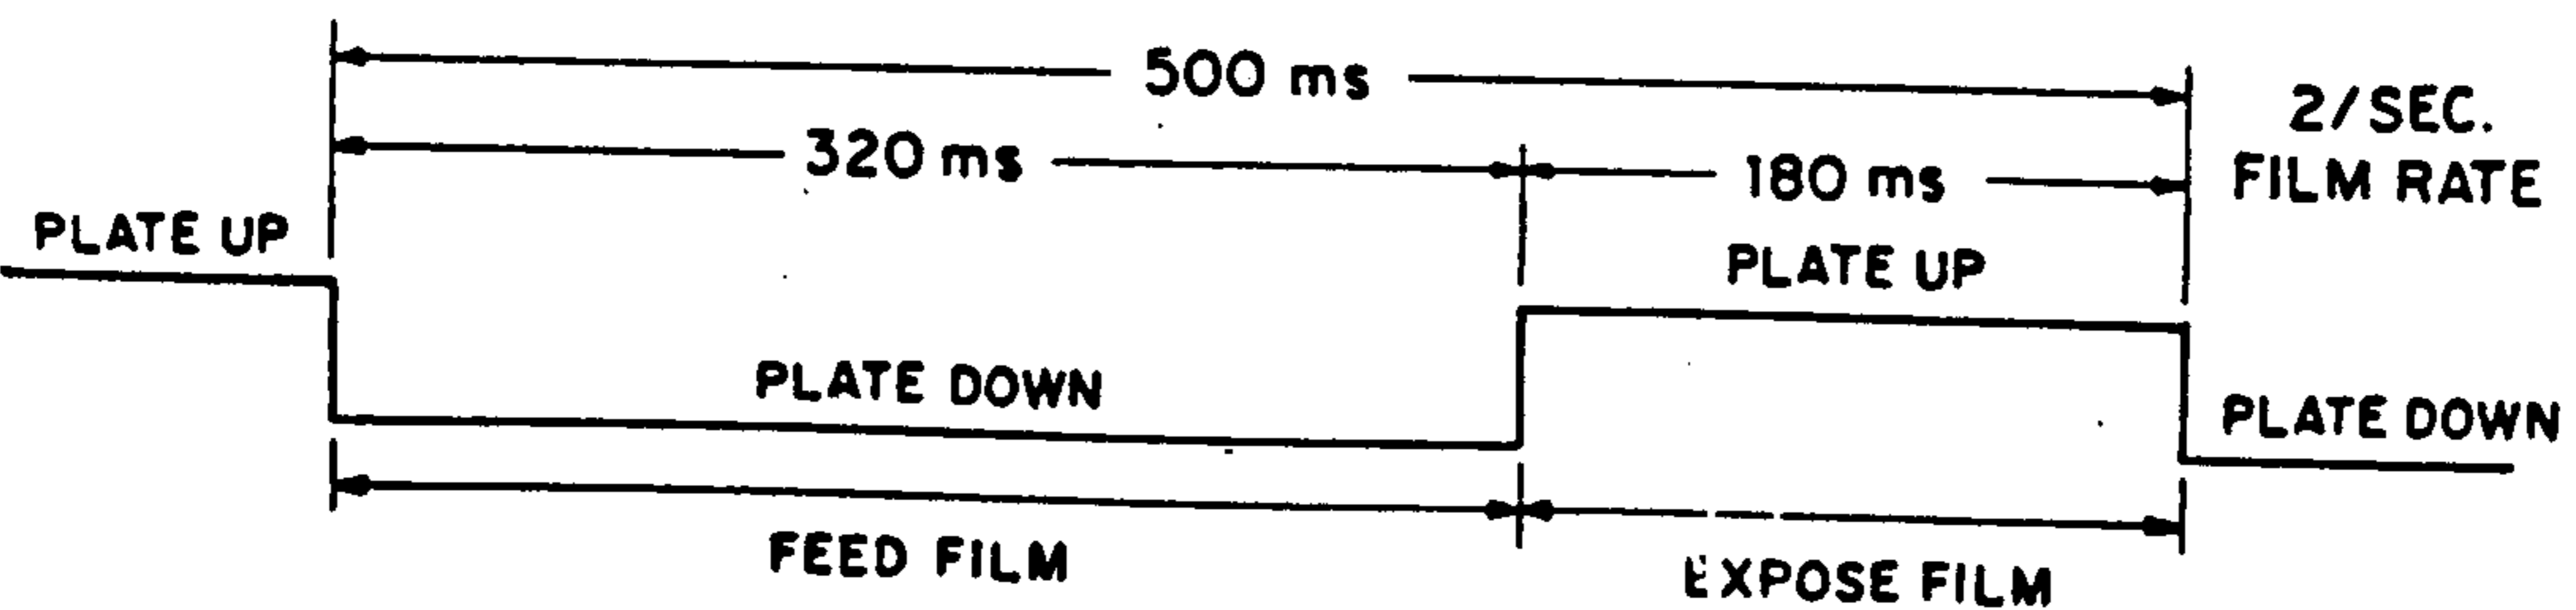 500 ms
2/SEC.
320 ms
180 ms
FILM RATE
PLATE UP
PLATE UP
PLATE DOWN
PLATE DOWN
FEED FILM
EXPOSE FILM